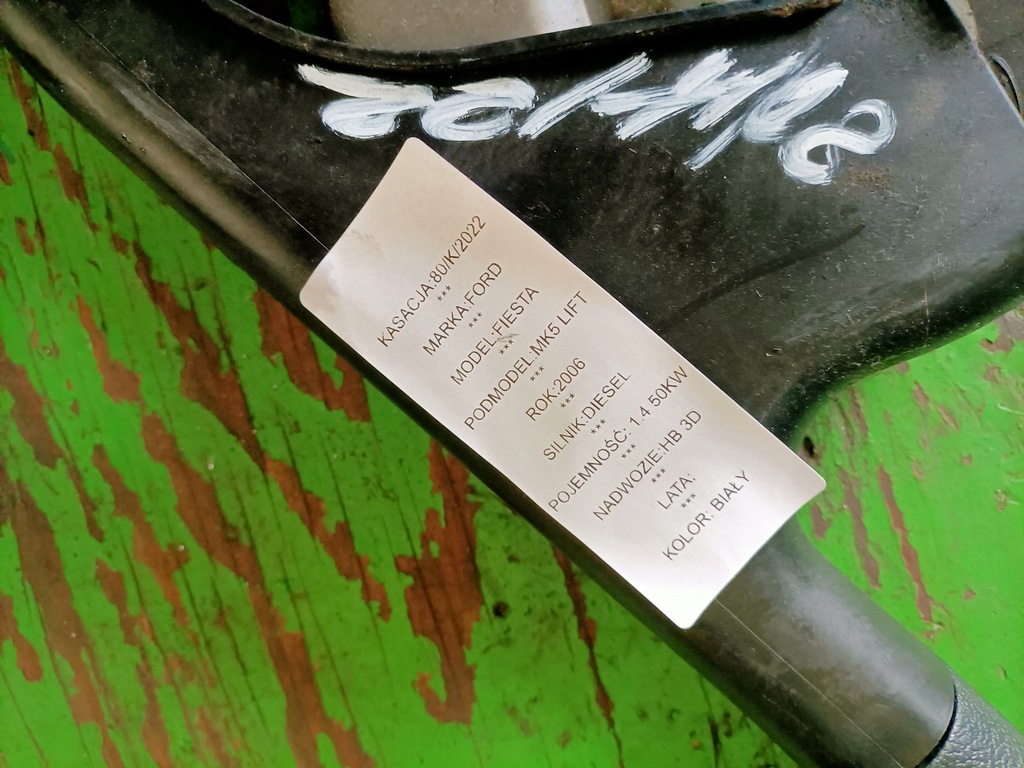 KASACJA:80/K/2022
***
MARKA:FORD
***
MODEL:FIESTA
***
PODMODEL:MK5 LIFT
***
ROK:2006
***
SILNIK:DIESEL
***
POJEMNOŚĆ: 1.4 50KW
***
NADWOZIE:HB 3D
***
LATA:
***
KOLOR: BIAŁY